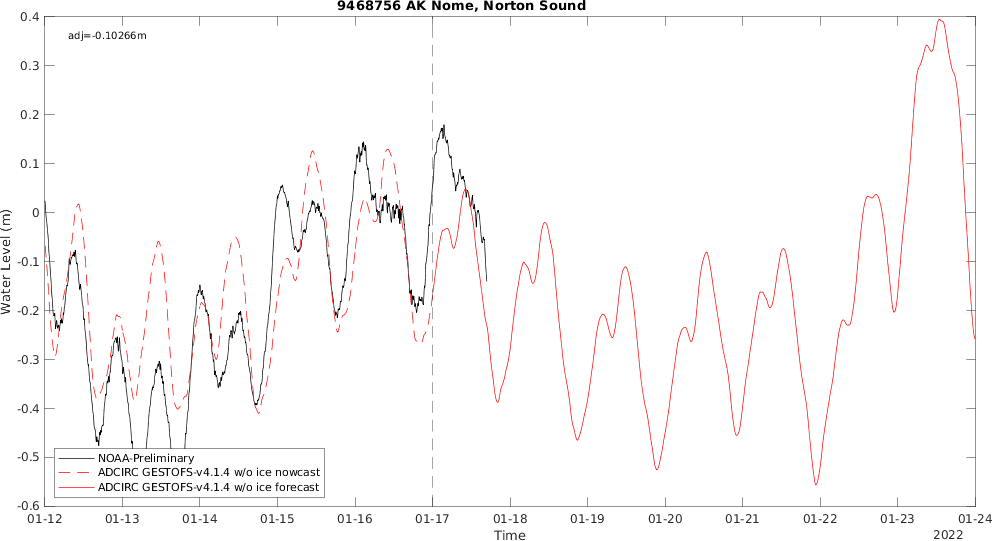 9468756 AK Nome, Norton Sound
adj=-0.10266m
0.4
0.3
0.2
0.1
0
-0.1
-0.2
-0.3
-0.4
-0.5
-0.6
Water Level (m)
NOAA-Preliminary
ADCIRC GESTOFS-v4.1.4 w/o ice nowcast
ADCIRC GESTOFS-v4.1.4 w/o ice forecast
01-12 01-13 01-14 01-15 01-16 01-17 01-18 01-19 01-20 01-21 01-22 01-23 01-24
Time
2022